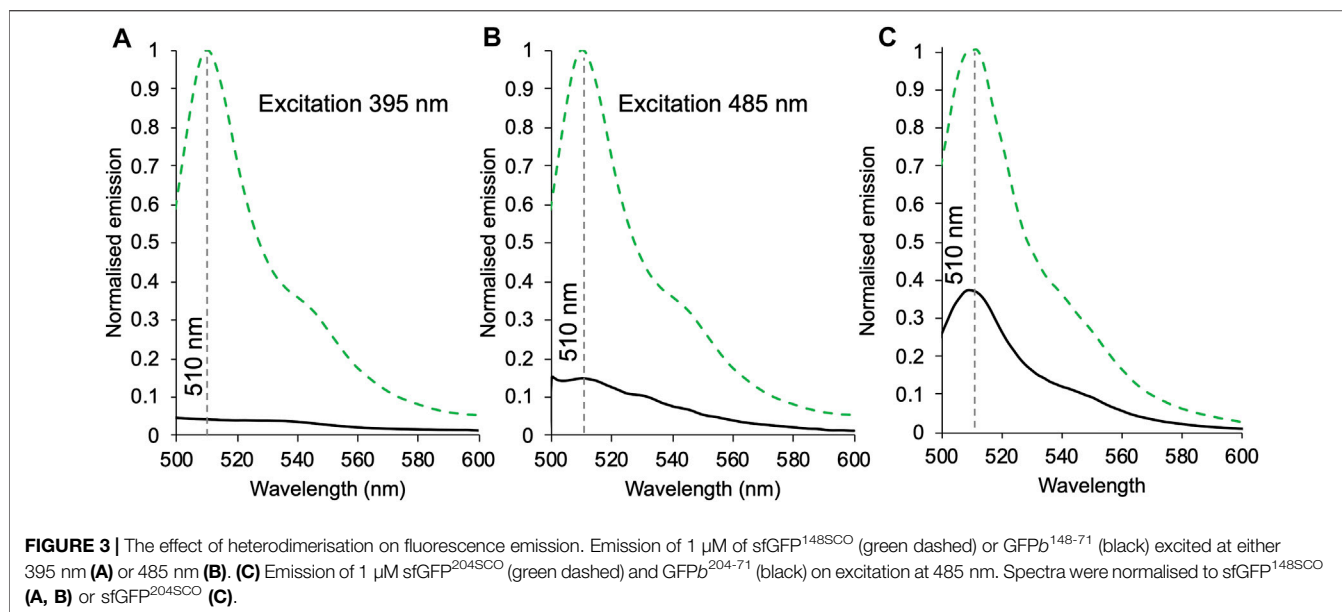 A
B
C
1
0.9
0.8
0.7
0.6
0.5
0.4
0.3
0.2
0.1
0
Normalised emission
Excitation 395 nm
510 nm
500 520 540 560 580 600
Wavelength (nm)
1
0.9
0.8
0.7
0.6
0.5
0.4
0.3
0.2
0.1
0
Normalised emission
Excitation 485 nm
510 nm
500 520 540 560 580 600
Wavelength (nm)
1
0.9
0.8
0.7
0.6
0.5
0.4
0.3
0.2
0.1
0
Normalised emission
510 nm
500 520 540 560 580 600
Wavelength
FIGURE 3 | The effect of heterodimerisation on fluorescence emission. Emission of 1 µM of sfGFP148SCO (green dashed) or GFPb148-71 (black) excited at either
395 nm (A) or 485 nm (B). (C) Emission of 1 µM sfGFP204SCO (green dashed) and GFPb204-71 (black) on excitation at 485 nm. Spectra were normalised to sfGFP148SCO
(A, B) or sfGFP204SCO (C).